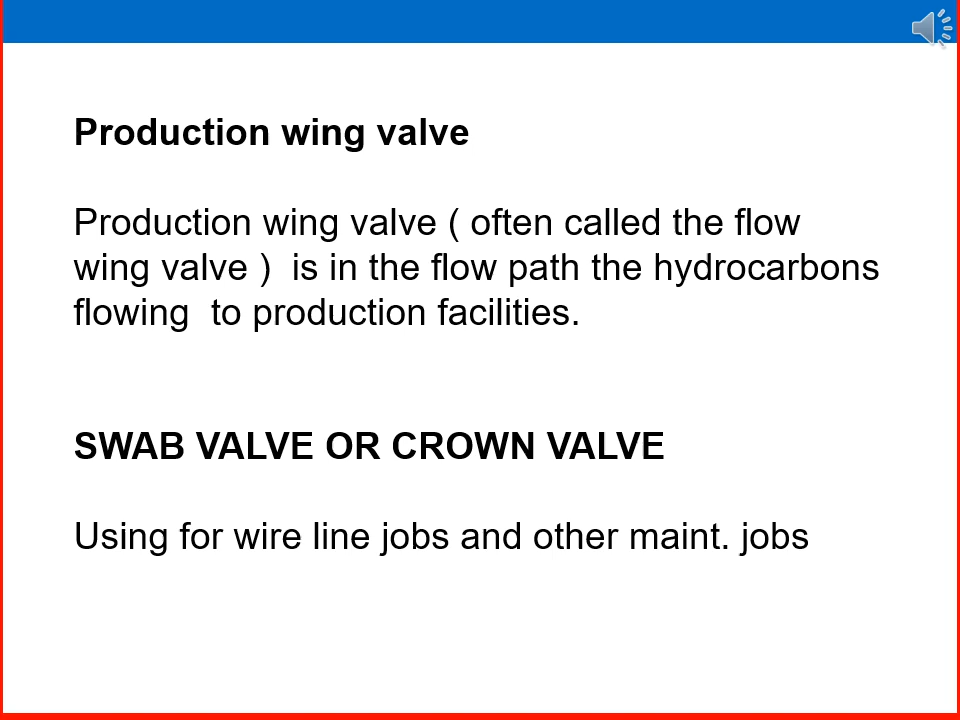 Production wing valve
Production wing valve ( often called the flow
wing valve )  is in the flow path the hydrocarbons
flowing  to production facilities.
SWAB VALVE OR CROWN VALVE
Using for wire line jobs and other maint. jobs